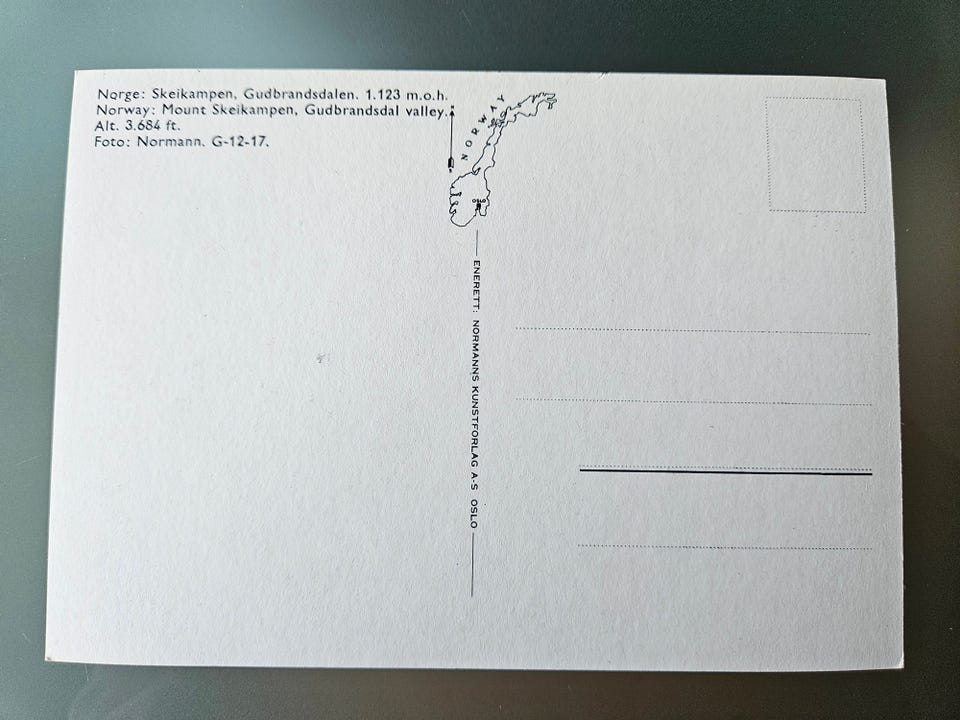 Norge: Skeikampen, Gudbrandsdalen. 1.123 m.o.h.
Norway: Mount Skeikampen, Gudbrandsdal valley.
Alt. 3.684 ft.
Foto: Normann. G-12-17.
NORWAY
OSLO
ENERETT: NORMANNS KUNSTFORLAG A-S OSLO